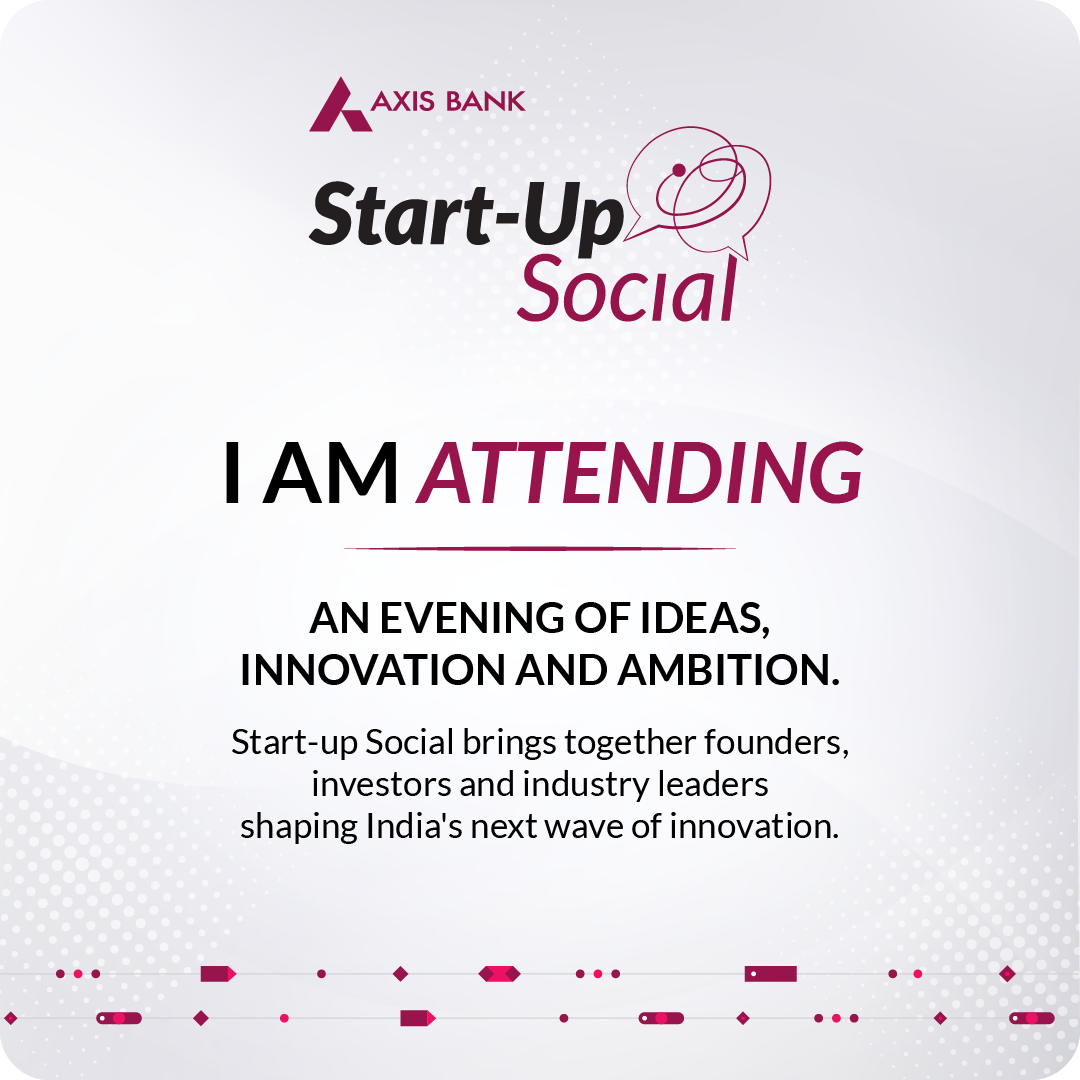 AXIS BANK
Start-Up
Social
I AM ATTENDING
AN EVENING OF IDEAS,
INNOVATION AND AMBITION.
Start-up Social brings together founders,
investors and industry leaders
shaping India's next wave of innovation.